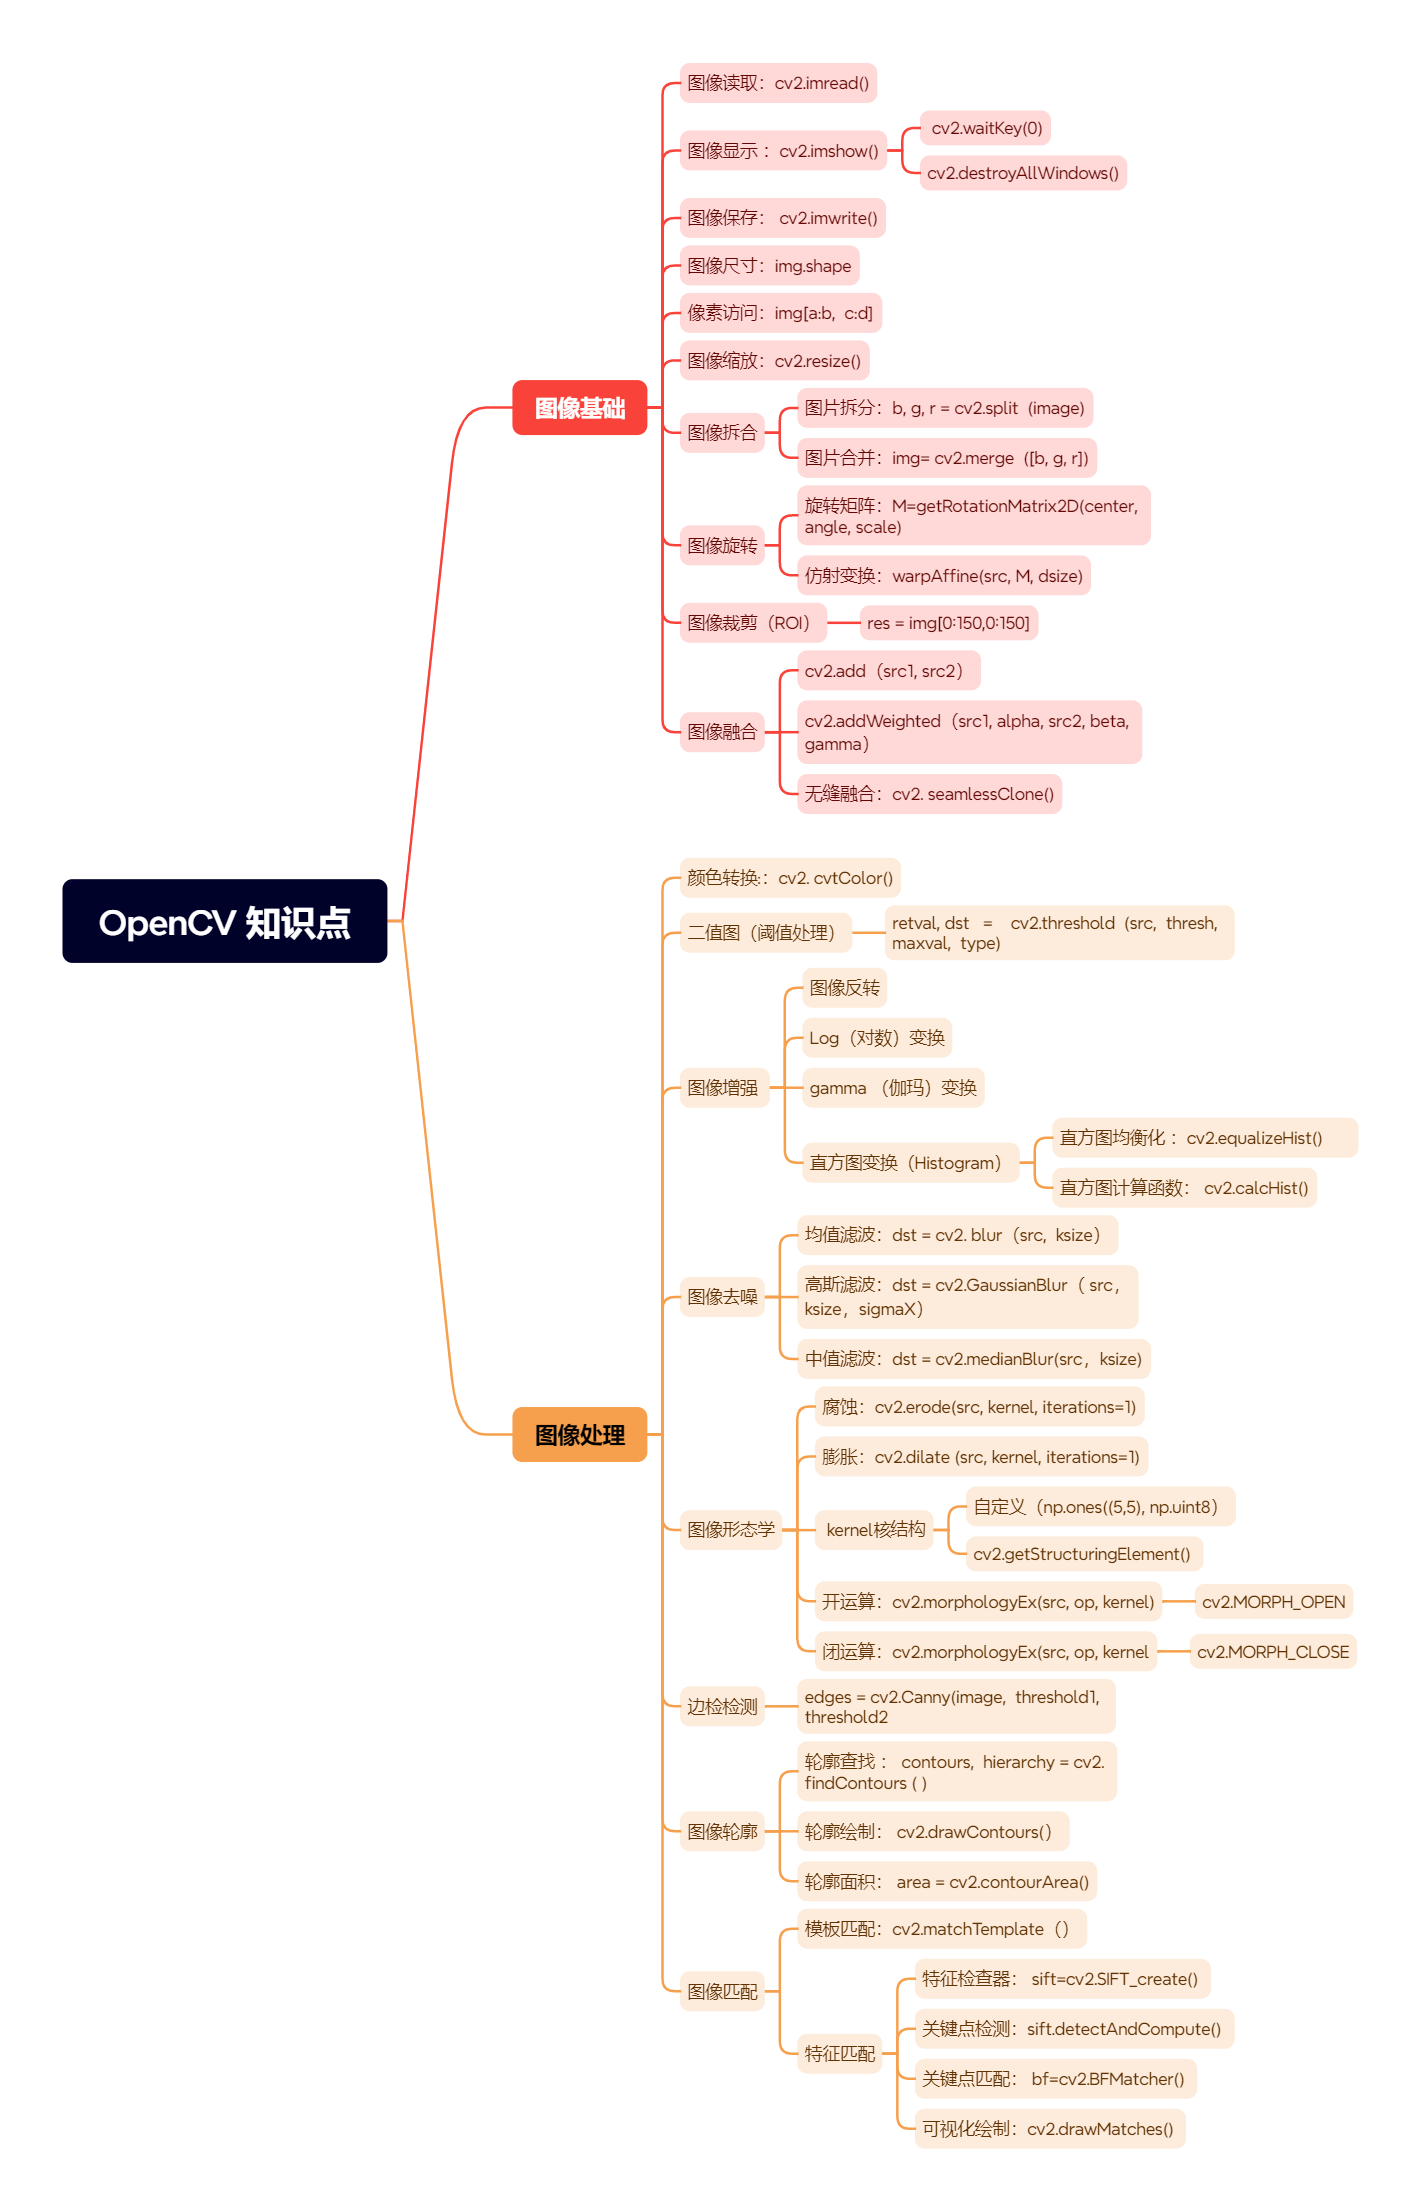 OpenCV 知识点
图像基础
图像读取：cv2.imread()
图像显示 ：cv2.imshow()
cv2.waitKey(0)
cv2.destroyAllWindows()
图像保存： cv2.imwrite()
图像尺寸：img.shape
像素访问：img[a:b, c:d]
图像缩放：cv2.resize()
图像拆合
图片拆分：b, g, r = cv2.split（image)
图片合并：img= cv2.merge（[b, g, r])
图像旋转
旋转矩阵：M=getRotationMatrix2D(center,
angle, scale)
仿射变换：warpAffine(src, M, dsize)
图像裁剪（ROI）
res = img[0:150,0:150]
图像融合
cv2.add（src1, src2）
cv2.addWeighted（src1, alpha, src2, beta,
gamma）
无缝融合：cv2. seamlessClone()
图像处理
颜色转换:：cv2. cvtColor()
二值图（阈值处理）
retval, dst = cv2.threshold（src, thresh,
maxval, type)
图像增强
图像反转
Log（对数）变换
gamma （伽玛）变换
直方图变换（Histogram）
直方图均衡化 ：cv2.equalizeHist()
直方图计算函数： cv2.calcHist()
图像去噪
均值滤波：dst = cv2. blur（src, ksize）
高斯滤波：dst = cv2.GaussianBlur（ src，
ksize，sigmaX）
中值滤波：dst = cv2.medianBlur(src，ksize)
图像形态学
腐蚀：cv2.erode(src, kernel, iterations=1)
膨胀：cv2.dilate (src, kernel, iterations=1)
kernel核结构
自定义（np.ones((5,5), np.uint8）
cv2.getStructuringElement()
开运算：cv2.morphologyEx(src, op, kernel)
cv2.MORPH_OPEN
闭运算：cv2.morphologyEx(src, op, kernel
cv2.MORPH_CLOSE
边检检测
edges = cv2.Canny(image, threshold1,
threshold2
图像轮廓
轮廓查找 ： contours, hierarchy = cv2.
findContours ( )
轮廓绘制： cv2.drawContours(）
轮廓面积： area = cv2.contourArea()
图像匹配
模板匹配：cv2.matchTemplate（）
特征匹配
特征检查器： sift=cv2.SIFT_create()
关键点检测：sift.detectAndCompute()
关键点匹配： bf=cv2.BFMatcher()
可视化绘制：cv2.drawMatches()